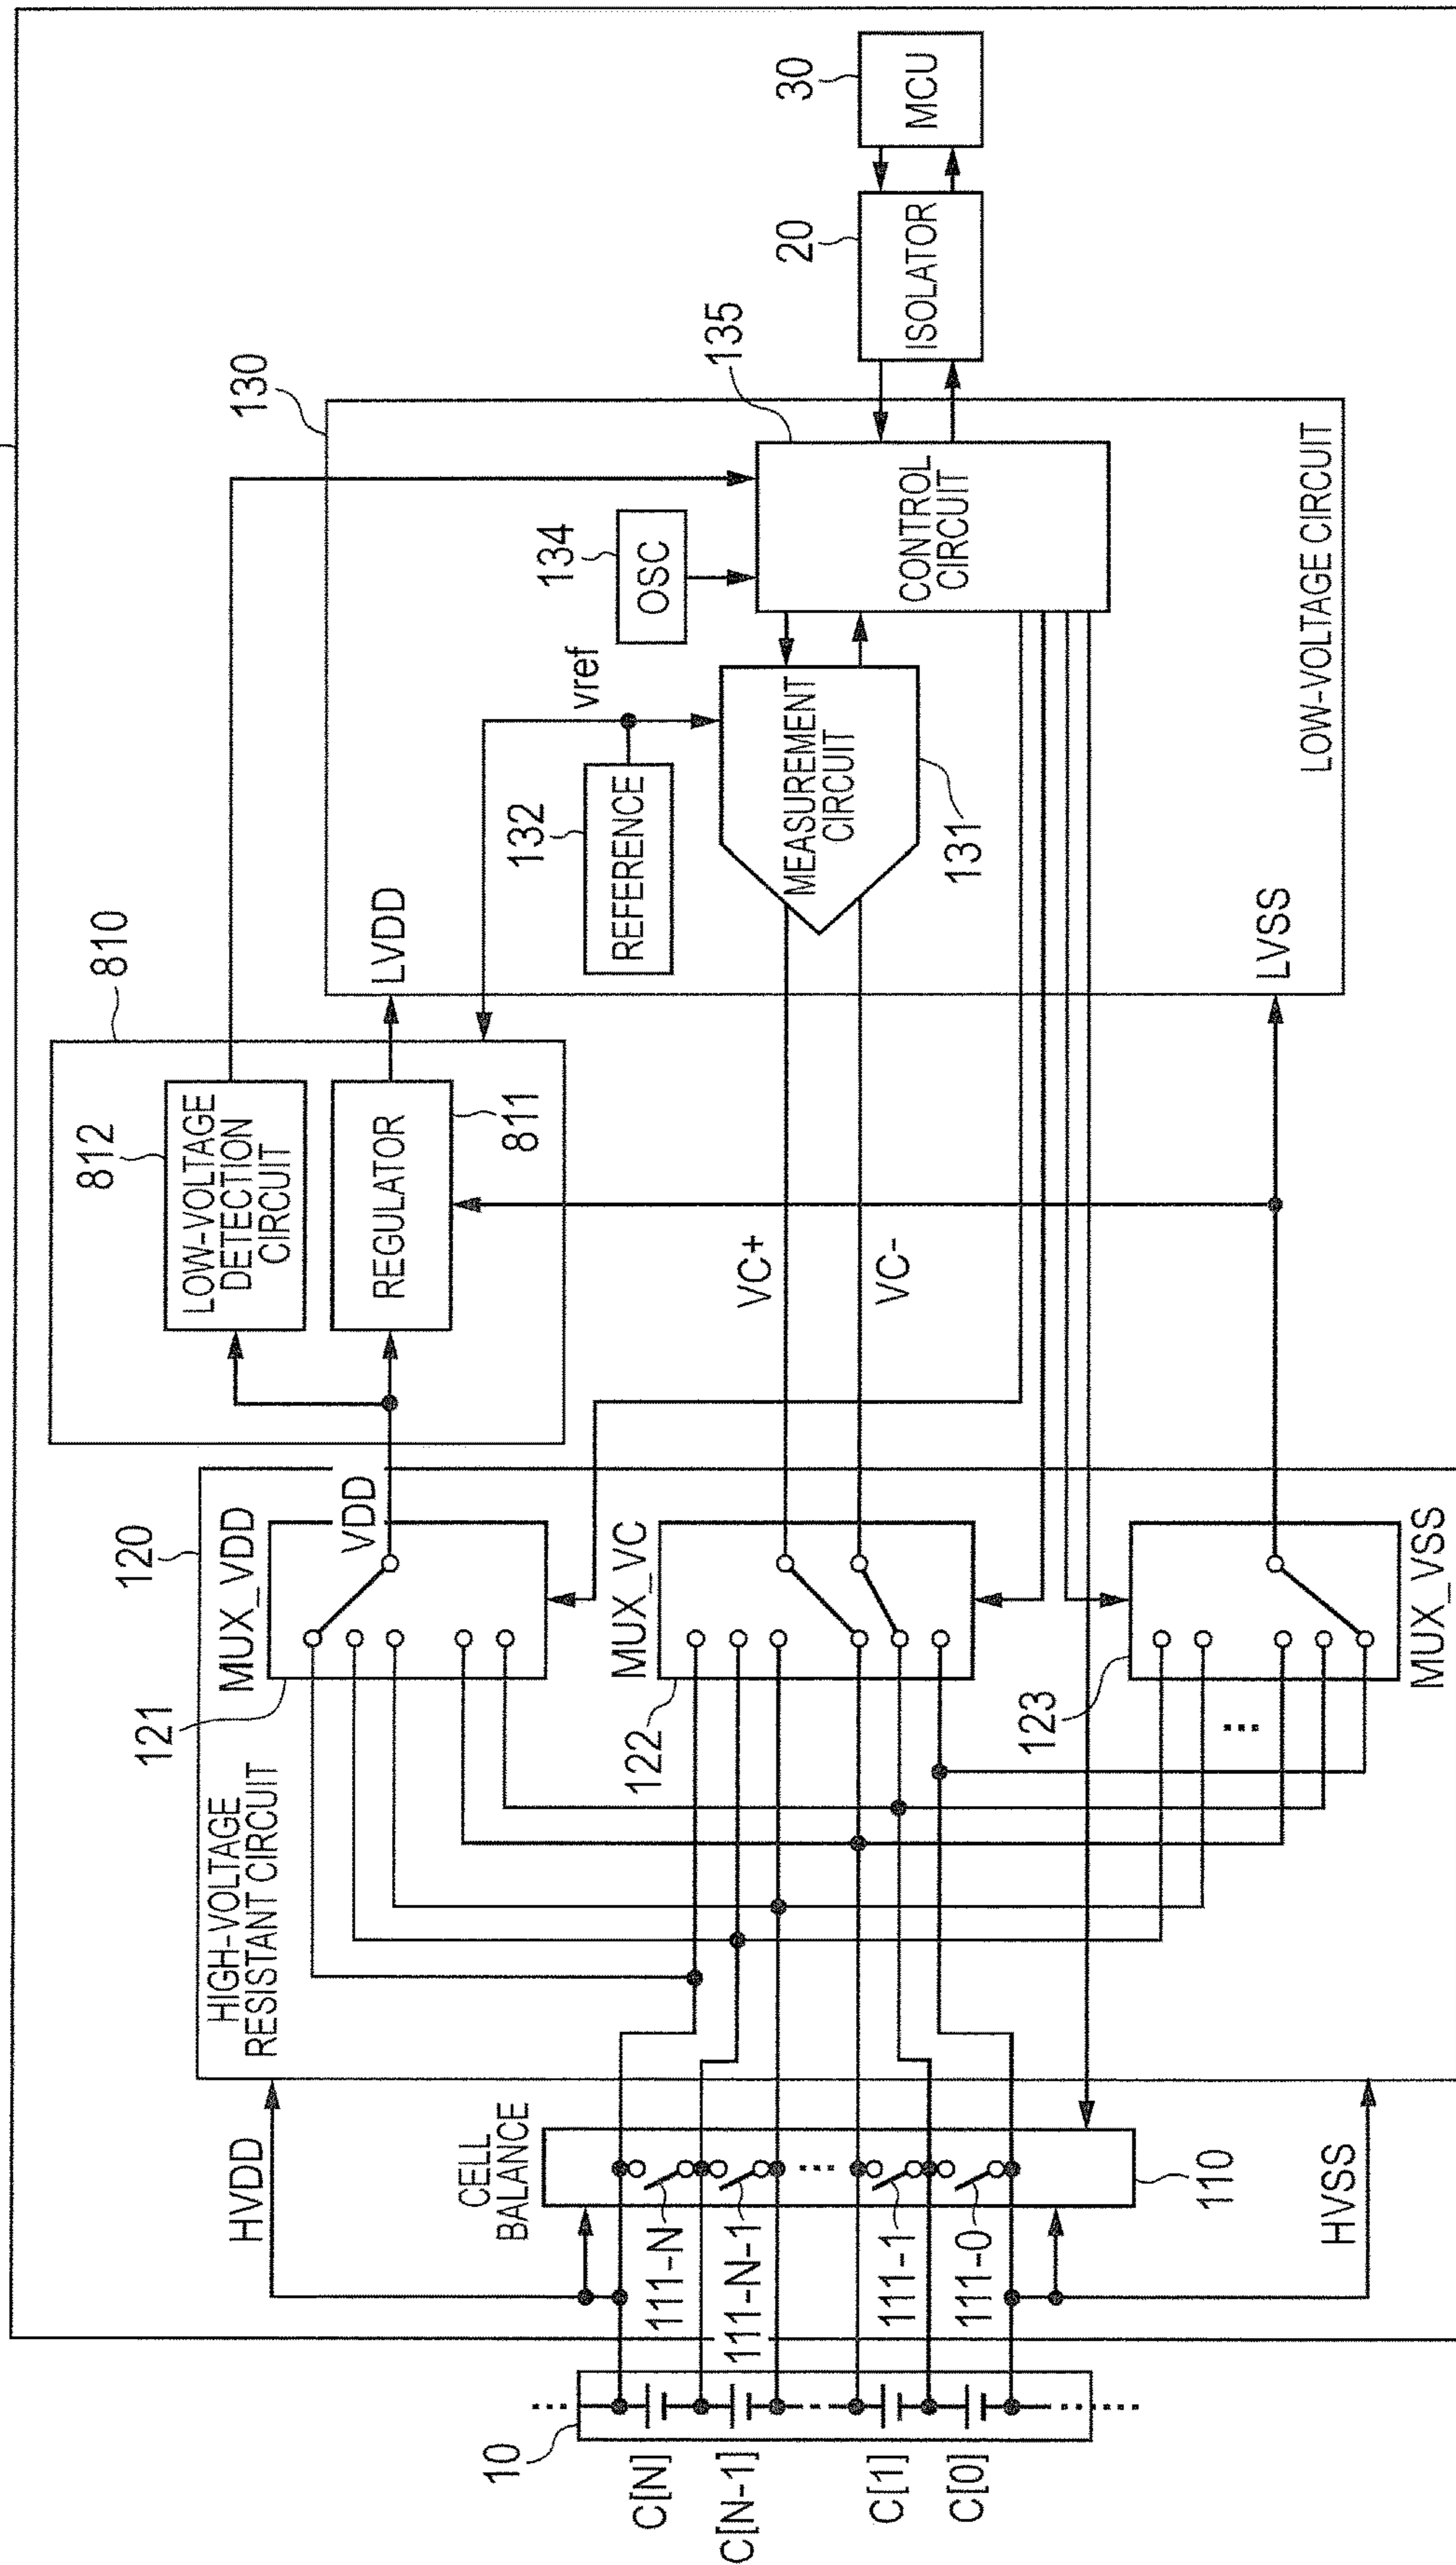 10
C[N]
C[N-1]
C[1]
C[0]
HVDD
CELL
BALANCE
111-N
111-N-1
111-1
111-0
110
HVSS
120
HIGH-VOLTAGE
RESISTANT CIRCUIT
121
MUX_VDD
VDD
122
MUX_VC
123
MUX_VSS
...
810
812
LOW-VOLTAGE
DETECTION
CIRCUIT
REGULATOR
811
VC+
VC-
130
LVDD
LVSS
132
REFERENCE
vref
MEASUREMENT
CIRCUIT
131
134
OSC
135
CONTROL
CIRCUIT
LOW-VOLTAGE CIRCUIT
20
ISOLATOR
30
MCU